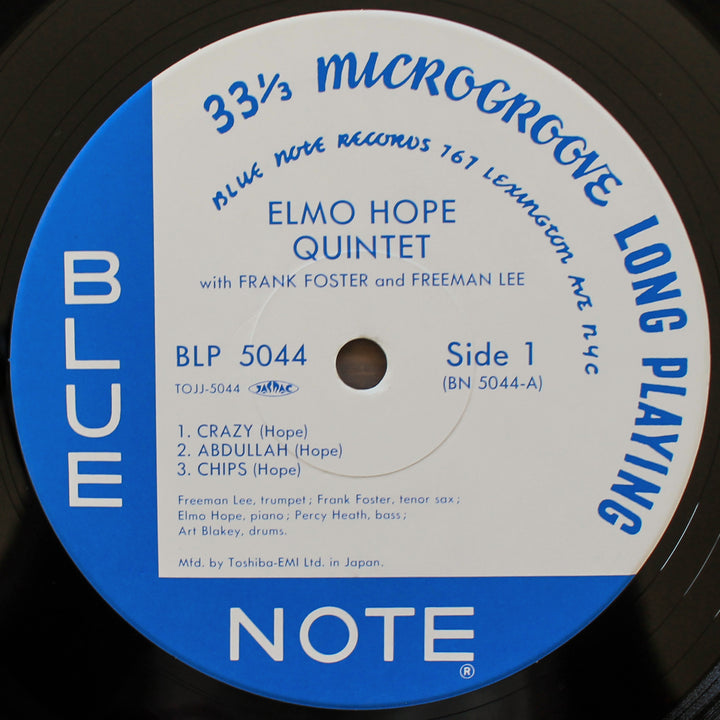 33⅓ MICROGROOVE LONG PLAYING
BLUE NOTE RECORDS 767 LEXINGTON AVE NYC
ELMO HOPE
QUINTET
with FRANK FOSTER and FREEMAN LEE
BLP 5044
Side 1
TOJJ-5044 JASRAC
(BN 5044-A)
1. CRAZY (Hope)
2. ABDULLAH (Hope)
3. CHIPS (Hope)
Freeman Lee, trumpet; Frank Foster, tenor sax;
Elmo Hope, piano; Percy Heath, bass;
Art Blakey, drums.
Mfd. by Toshiba-EMI Ltd. in Japan.
BLUE
NOTE®